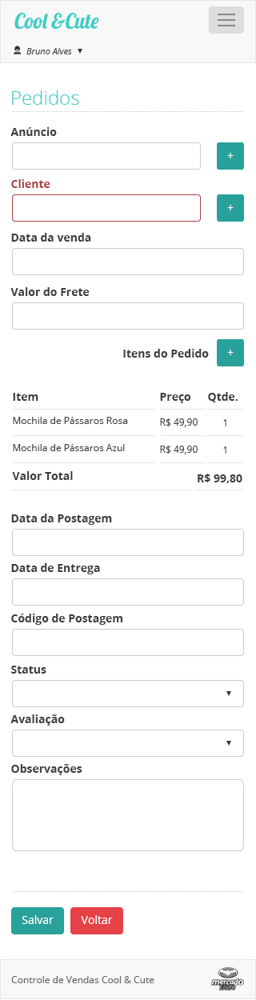 Cool &Cute
Bruno Alves ▼
Pedidos
Anúncio
+
Cliente
+
Data da venda
Valor do Frete
Itens do Pedido +
Item Preço Qtde.
Mochila de Pássaros Rosa R$ 49,90 1
Mochila de Pássaros Azul R$ 49,90 1
Valor Total R$ 99,80
Data da Postagem
Data de Entrega
Código de Postagem
Status
▼
Avaliação
▼
Observações
Salvar Voltar
Controle de Vendas Cool & Cute
mercado
livre